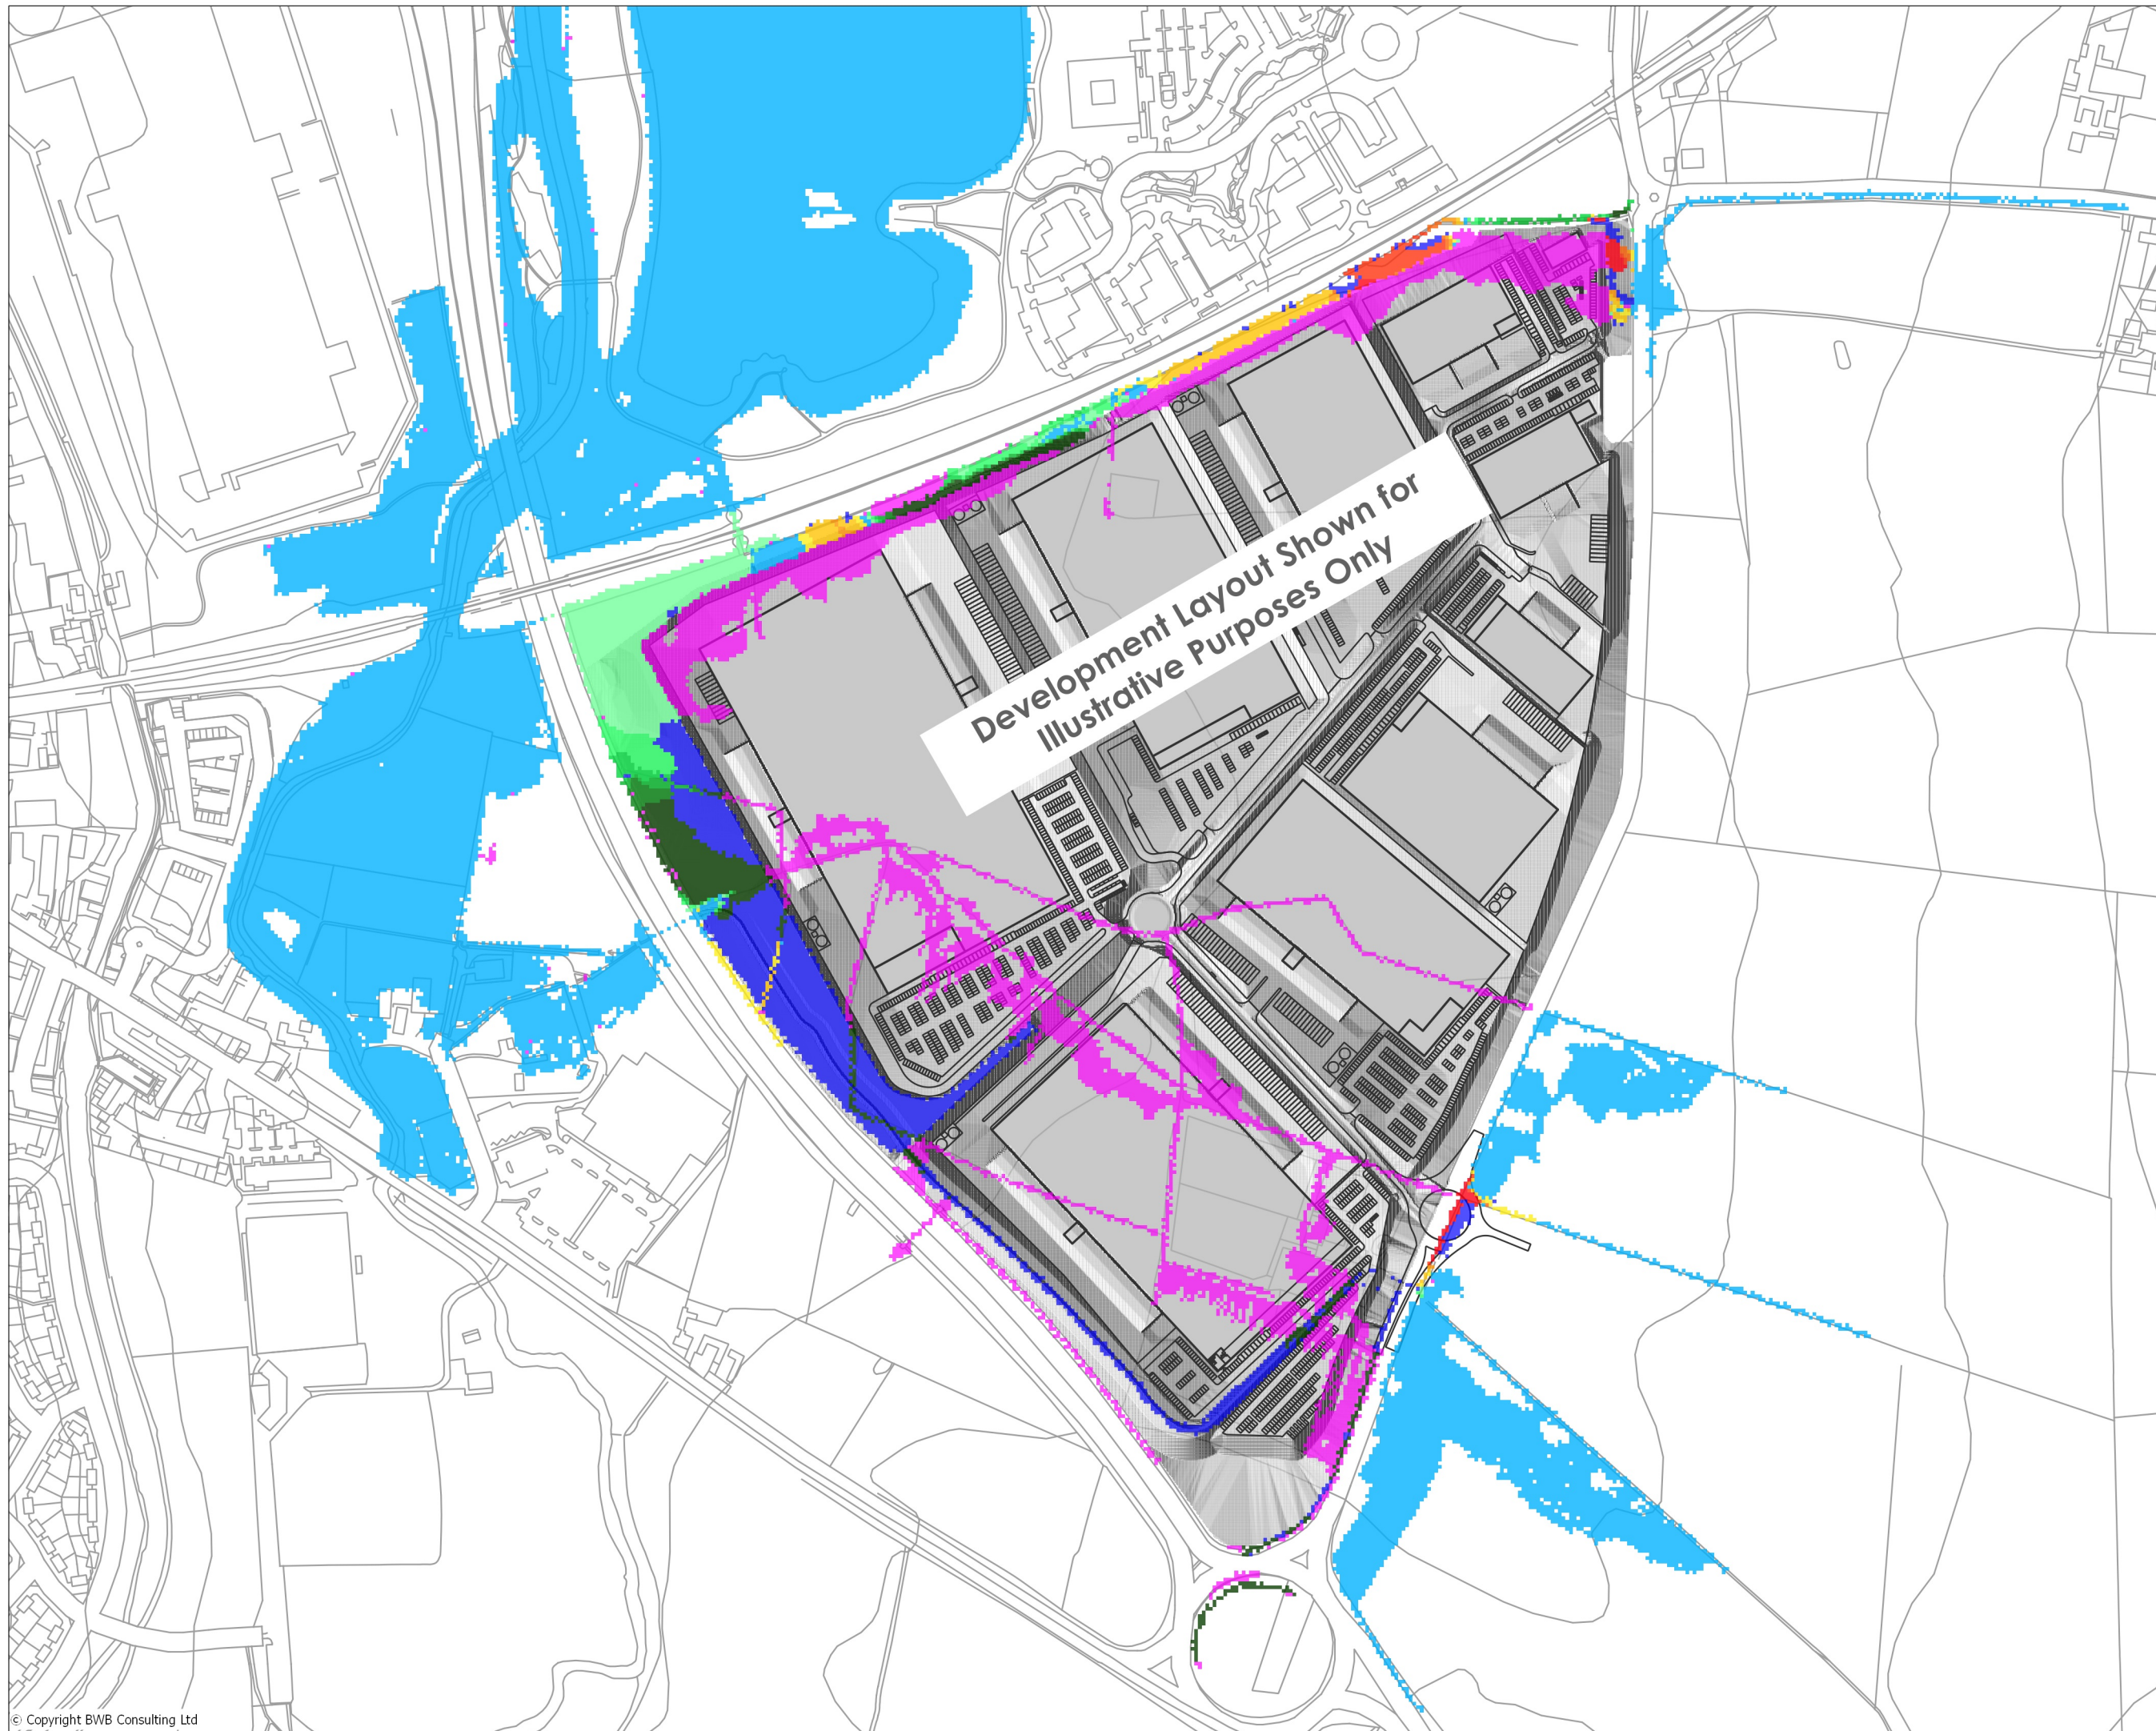 Development Layout Shown for
Illustrative Purposes Only
© Copyright BWB Consulting Ltd